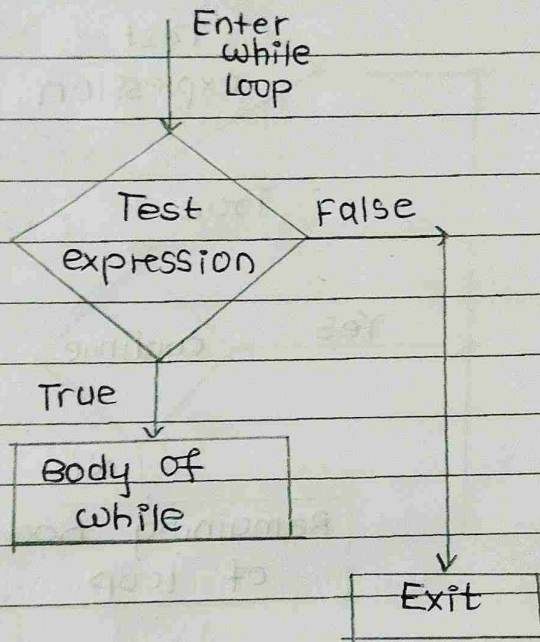 Enter
while
Loop
Test
False
expression
True
Body of
while
Exit